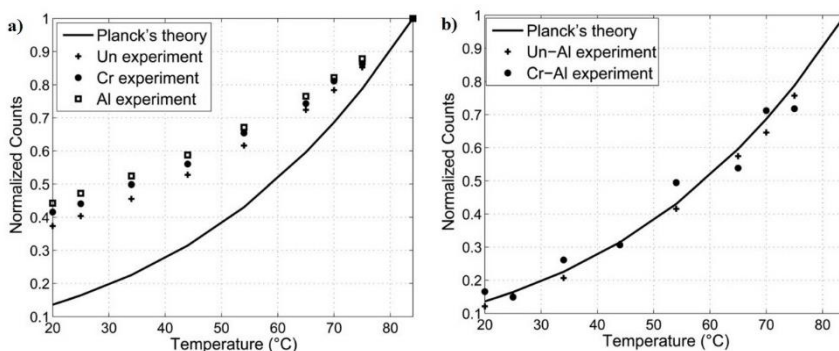 a)
Planck's theory
Un experiment
Cr experiment
Al experiment
Normalized Counts
1
0.9
0.8
0.7
0.6
0.5
0.4
0.3
0.2
0.1
20 30 40 50 60 70 80
Temperature (°C)
b)
Planck's theory
Un−Al experiment
Cr−Al experiment
Normalized Counts
1
0.9
0.8
0.7
0.6
0.5
0.4
0.3
0.2
0.1
20 30 40 50 60 70 80
Temperature (°C)